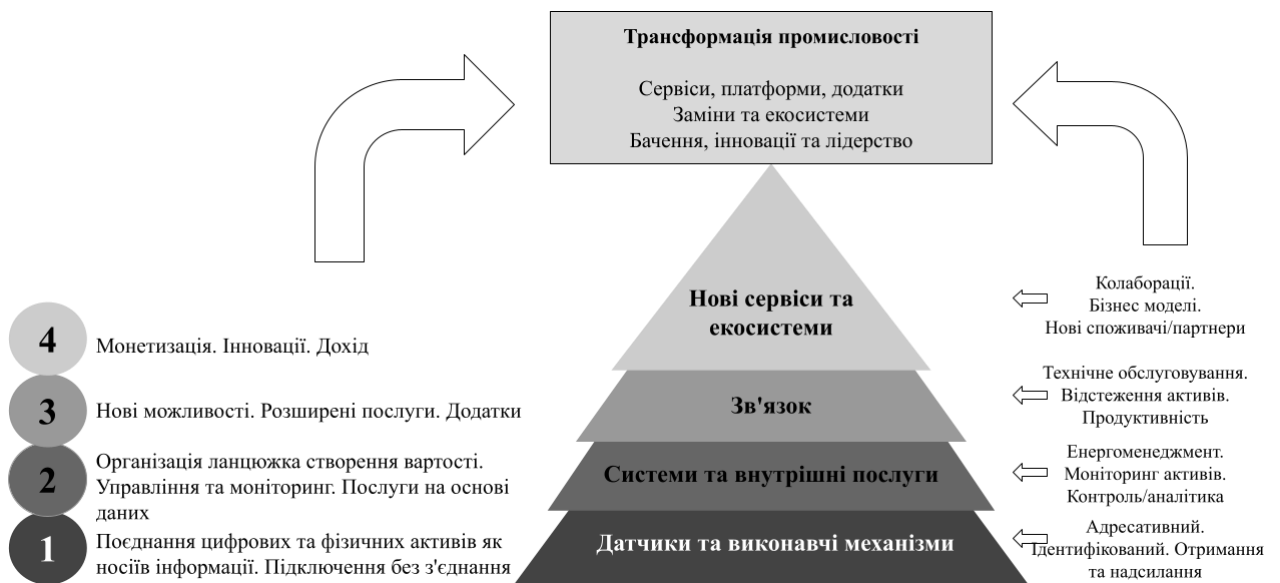 Трансформація промисловості
Сервіси, платформи, додатки
Заміни та екосистеми
Бачення, інновації та лідерство
Нові сервіси та
екосистеми
Колаборації.
Бізнес моделі.
Нові споживачі/партнери
4
Монетизація. Інновації. Дохід
Зв'язок
Технічне обслуговування.
Відстеження активів.
Продуктивність
3
Нові можливості. Розширені послуги. Додатки
Системи та внутрішні послуги
Енергоменеджмент.
Моніторинг активів.
Контроль/аналітика
2
Організація ланцюжка створення вартості.
Управління та моніторинг. Послуги на основі
даних
Датчики та виконавчі механізми
Адресативний.
Ідентифікований. Отримання
та надсилання
1
Поєднання цифрових та фізичних активів як
носіїв інформації. Підключення без з'єднання